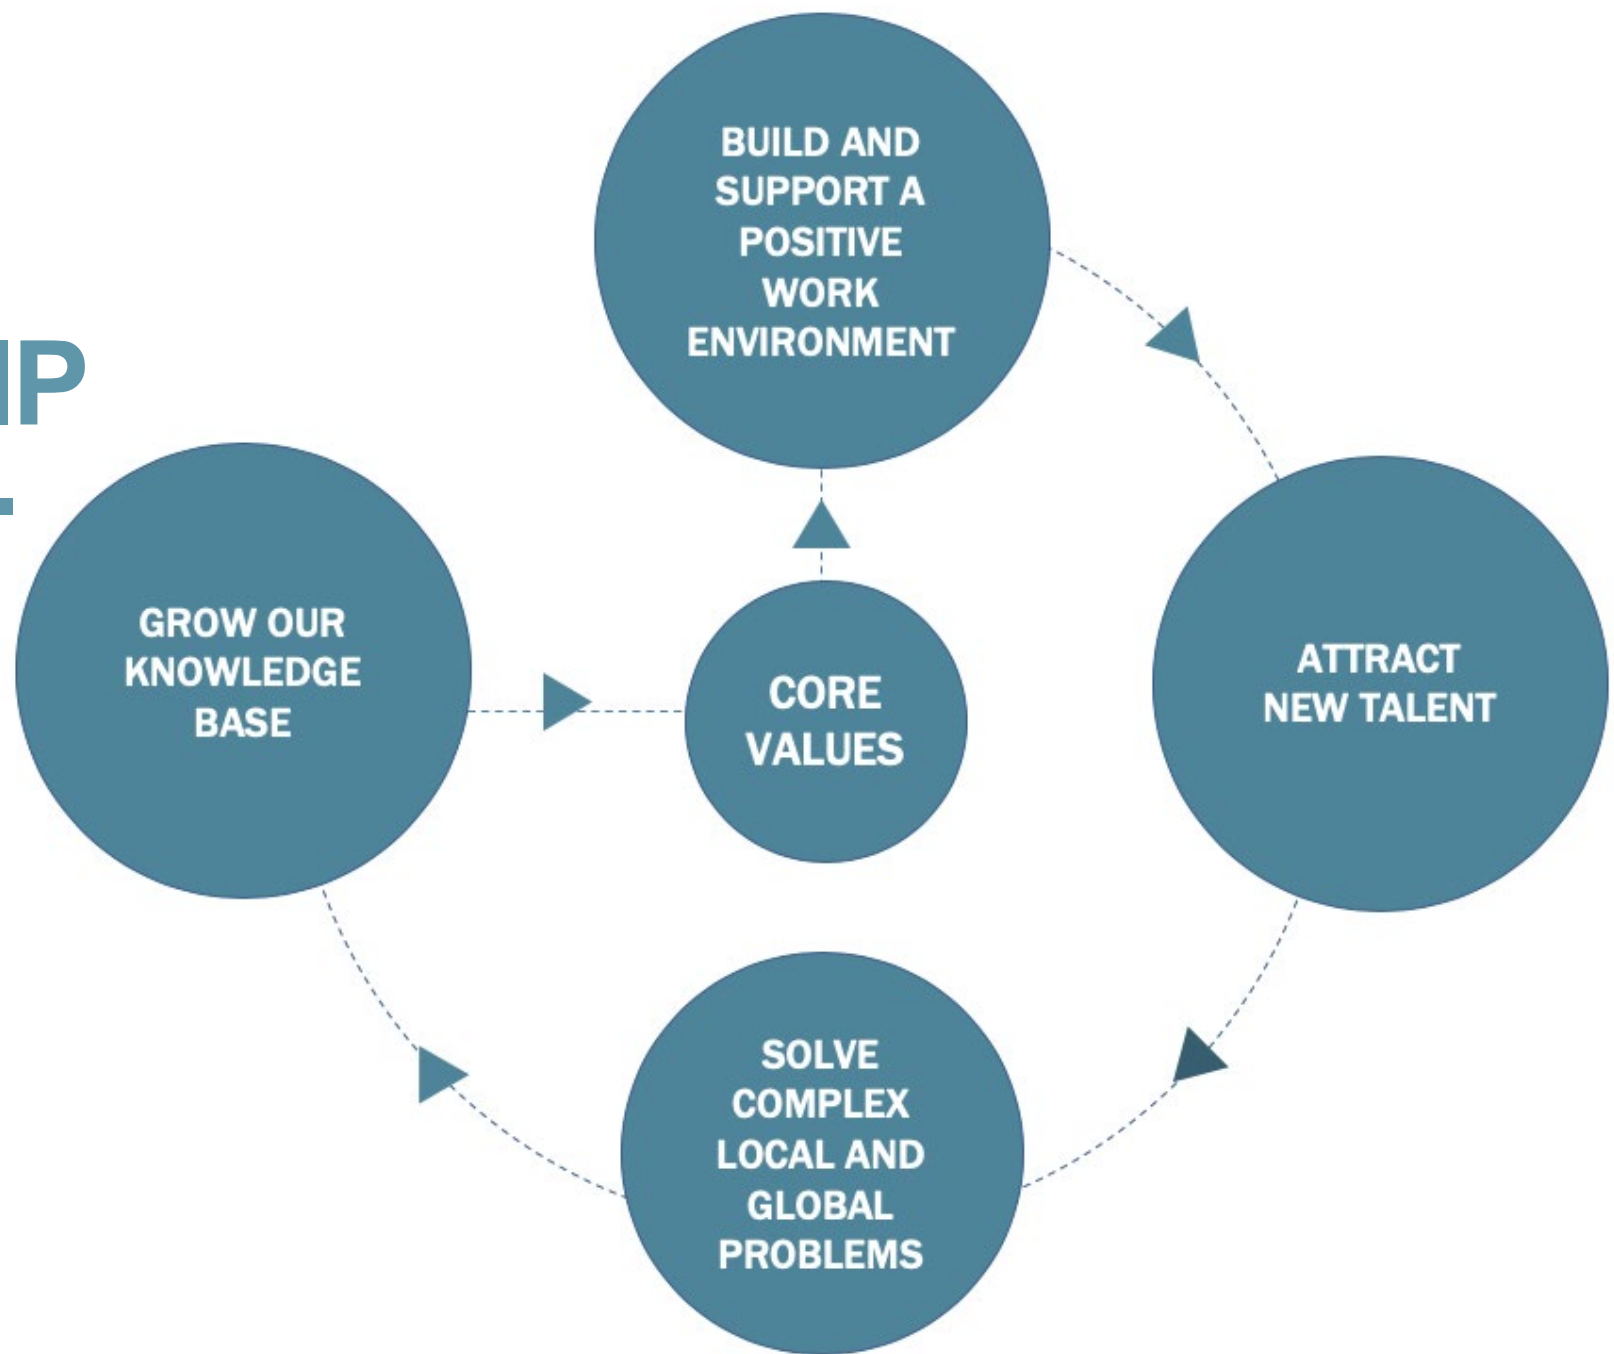 BUILD AND
SUPPORT A
POSITIVE
WORK
ENVIRONMENT
IP
GROW OUR
KNOWLEDGE
BASE
CORE
VALUES
ATTRACT
NEW TALENT
SOLVE
COMPLEX
LOCAL AND
GLOBAL
PROBLEMS